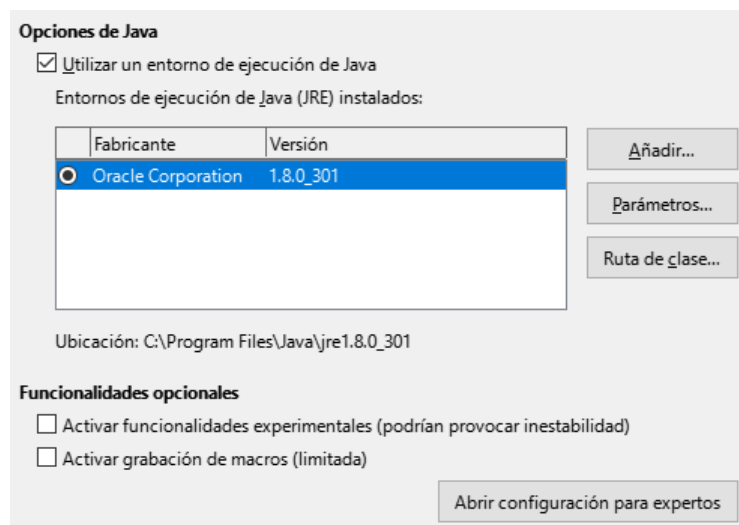 Opciones de Java
Utilizar un entorno de ejecución de Java
Entornos de ejecución de Java (JRE) instalados:
Fabricante Versión
Añadir...
Oracle Corporation 1.8.0_301
Parámetros...
Ruta de clase...
Ubicación: C:\Program Files\Java\jre1.8.0_301
Funcionalidades opcionales
Activar funcionalidades experimentales (podrían provocar inestabilidad)
Activar grabación de macros (limitada)
Abrir configuración para expertos